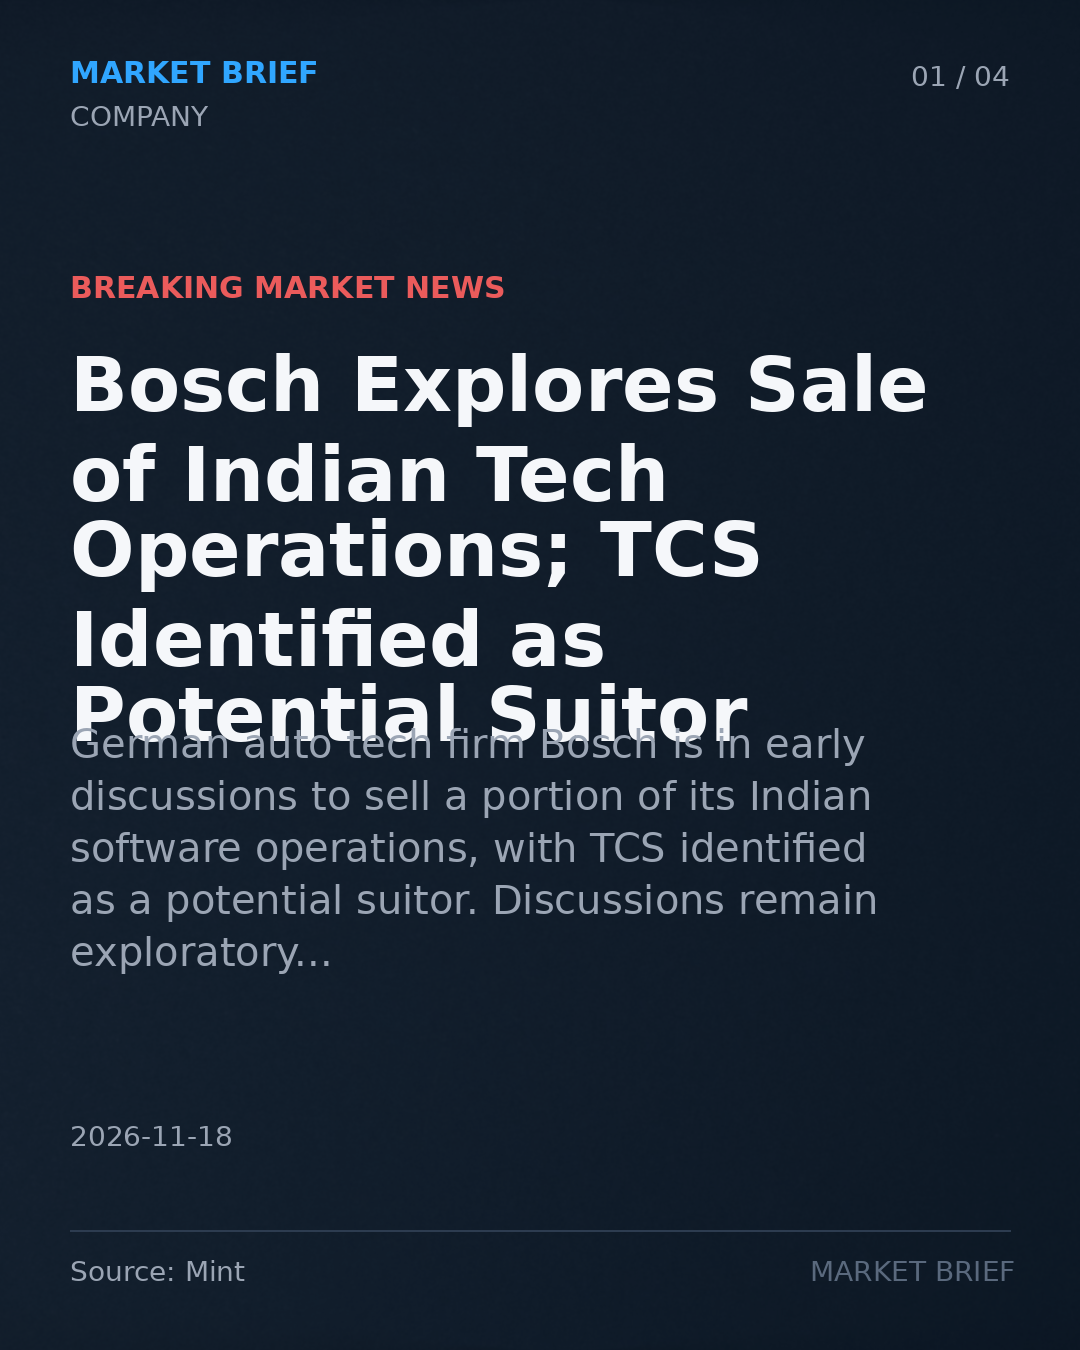 MARKET BRIEF
01 / 04
COMPANY
BREAKING MARKET NEWS
Bosch Explores Sale
of Indian Tech
Operations; TCS
Identified as
Potential Suitor
German auto tech firm Bosch is in early
discussions to sell a portion of its Indian
software operations, with TCS identified
as a potential suitor. Discussions remain
exploratory...
2026-11-18
Source: Mint
MARKET BRIEF